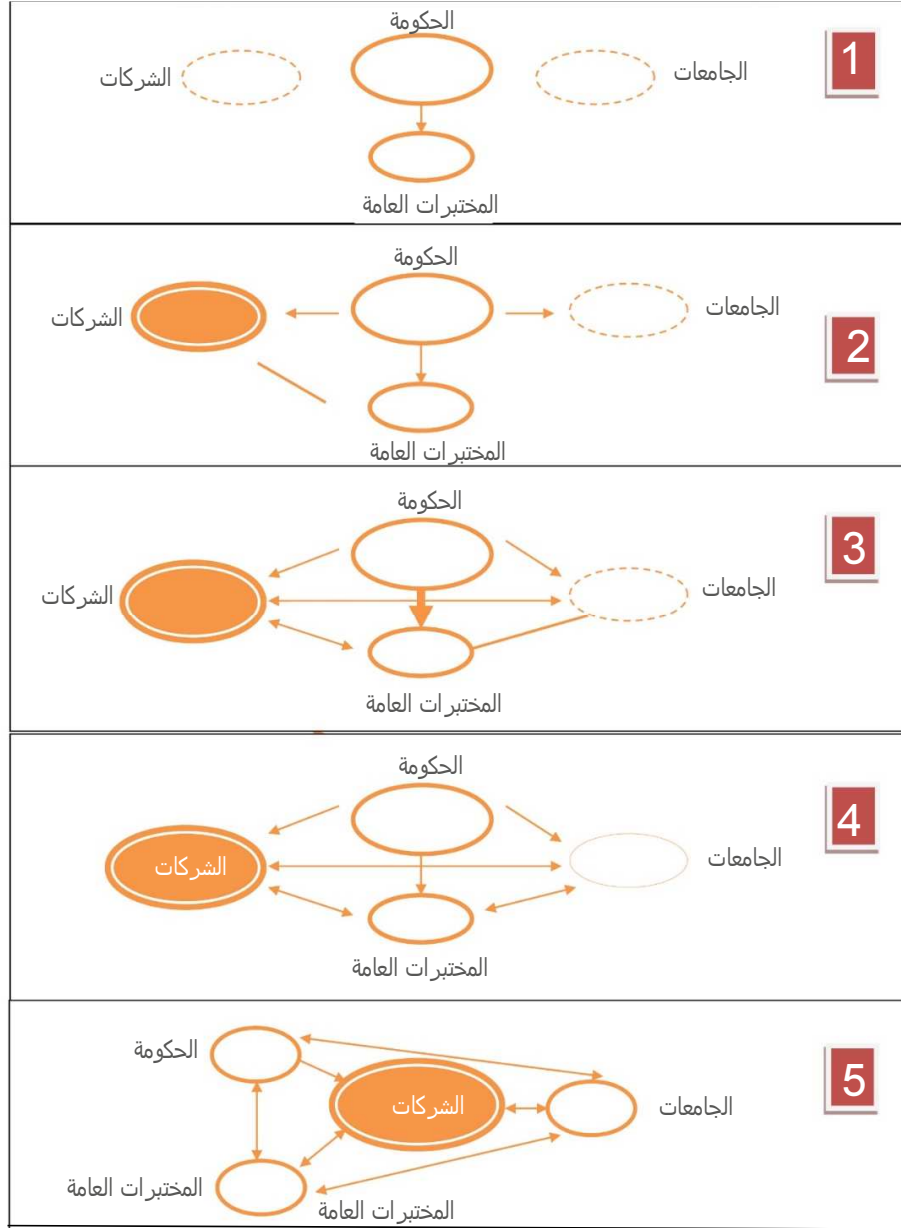 الحكومة
الجامعات
الشركات
1
المختبرات العامة
الحكومة
الجامعات
الشركات
2
المختبرات العامة
الحكومة
3
الجامعات
الشركات
المختبرات العامة
الحكومة
4
الجامعات
الشركات
المختبرات العامة
الحكومة
5
الجامعات
الشركات
المختبرات العامة
المختبرات العامة